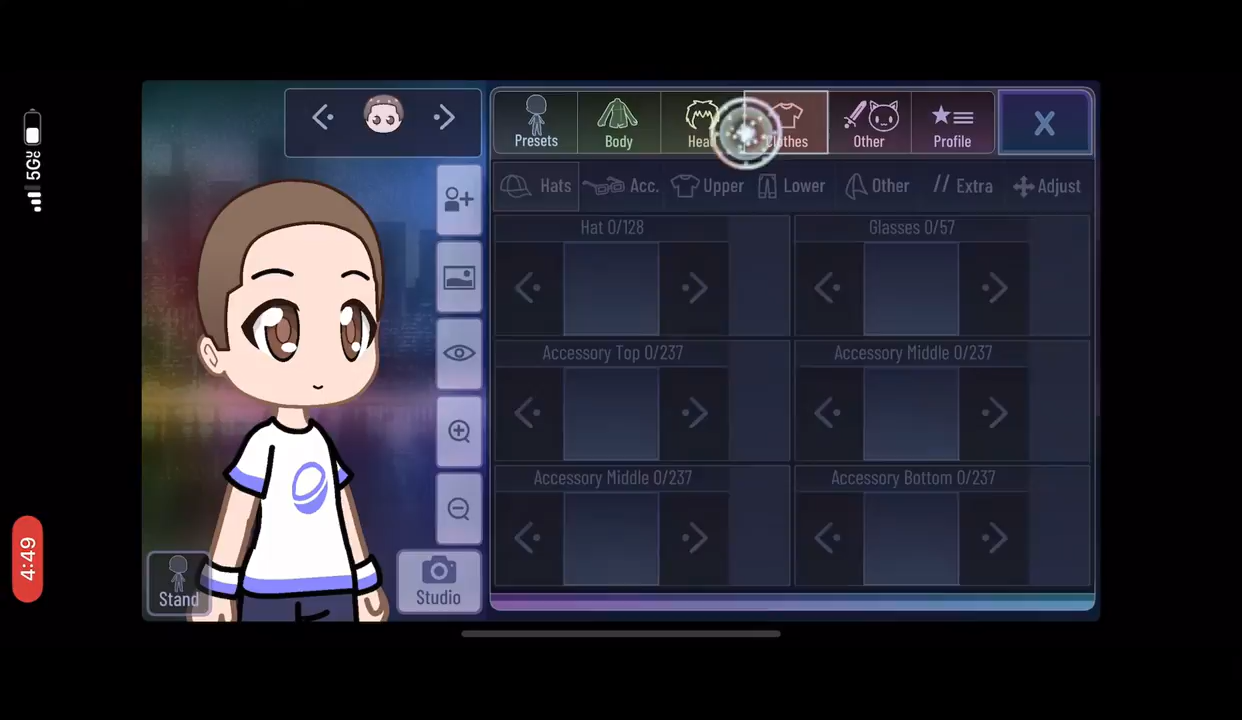 5G
4:49
Presets
Body
Head
Clothes
Other
Profile
X
Hats
Acc.
Upper
Lower
Other
Extra
Adjust
Hat 0/128
Glasses 0/57
Accessory Top 0/237
Accessory Middle 0/237
Accessory Middle 0/237
Accessory Bottom 0/237
Stand
Studio